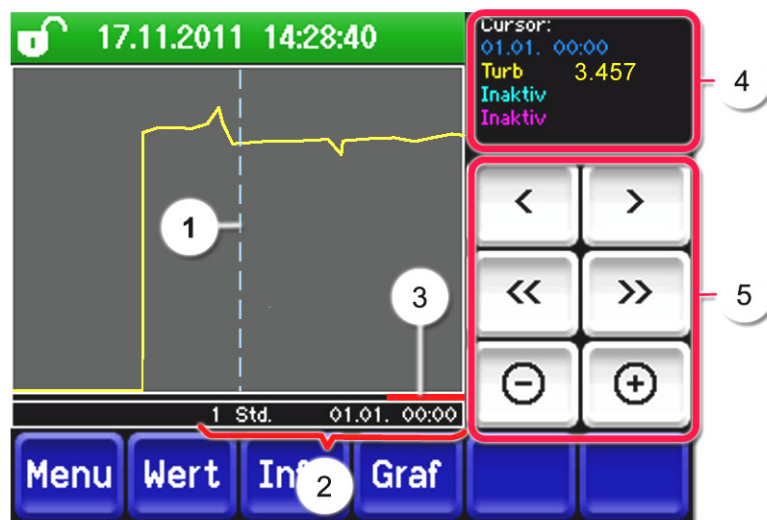 17.11.2011 14:28:40
Cursor:
01.01. 00:00
Turb 3.457
Inaktiv
Inaktiv
4
< >
1
<< >>
3
5
1 Std. 01.01. 00:00
Menu Wert Inf Graf
2